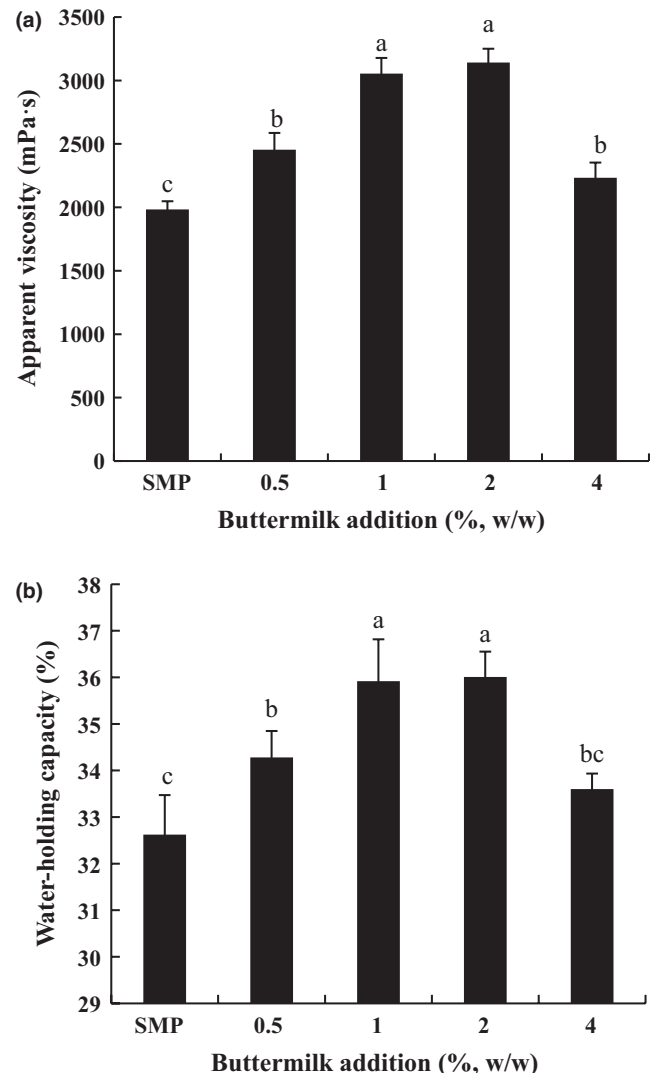 (a)
3500
3000
2500
2000
1500
1000
500
0
Apparent viscosity (mPa·s)
c
b
a
a
b
SMP 0.5 1 2 4
Buttermilk addition (%, w/w)
(b)
38
37
36
35
34
33
32
31
30
29
Water-holding capacity (%)
c
b
a
a
bc
SMP 0.5 1 2 4
Buttermilk addition (%, w/w)